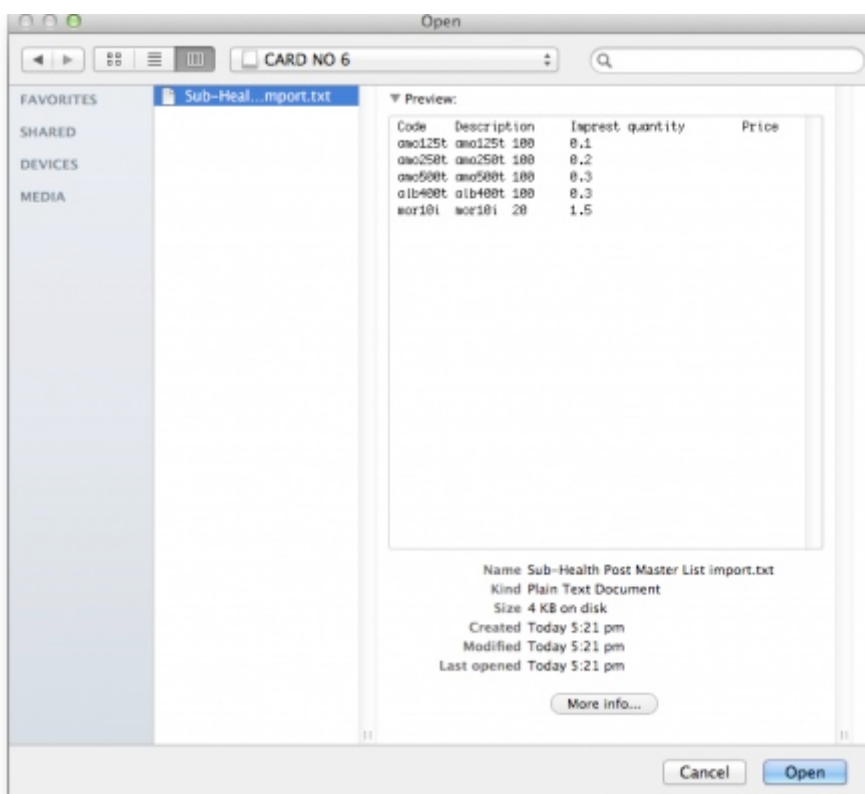 Open
CARD NO 6
FAVORITES
SHARED
DEVICES
MEDIA
Sub-Heal...mport.txt
Preview:
Code Description Imprest quantity Price
amo125t amo125t 100 0.1
amo250t amo250t 100 0.2
amo500t amo500t 100 0.3
alb400t alb400t 100 0.3
mor10i mor10i 20 1.5
Name Sub-Health Post Master List import.txt
Kind Plain Text Document
Size 4 KB on disk
Created Today 5:21 pm
Modified Today 5:21 pm
Last opened Today 5:21 pm
More info...
Cancel Open